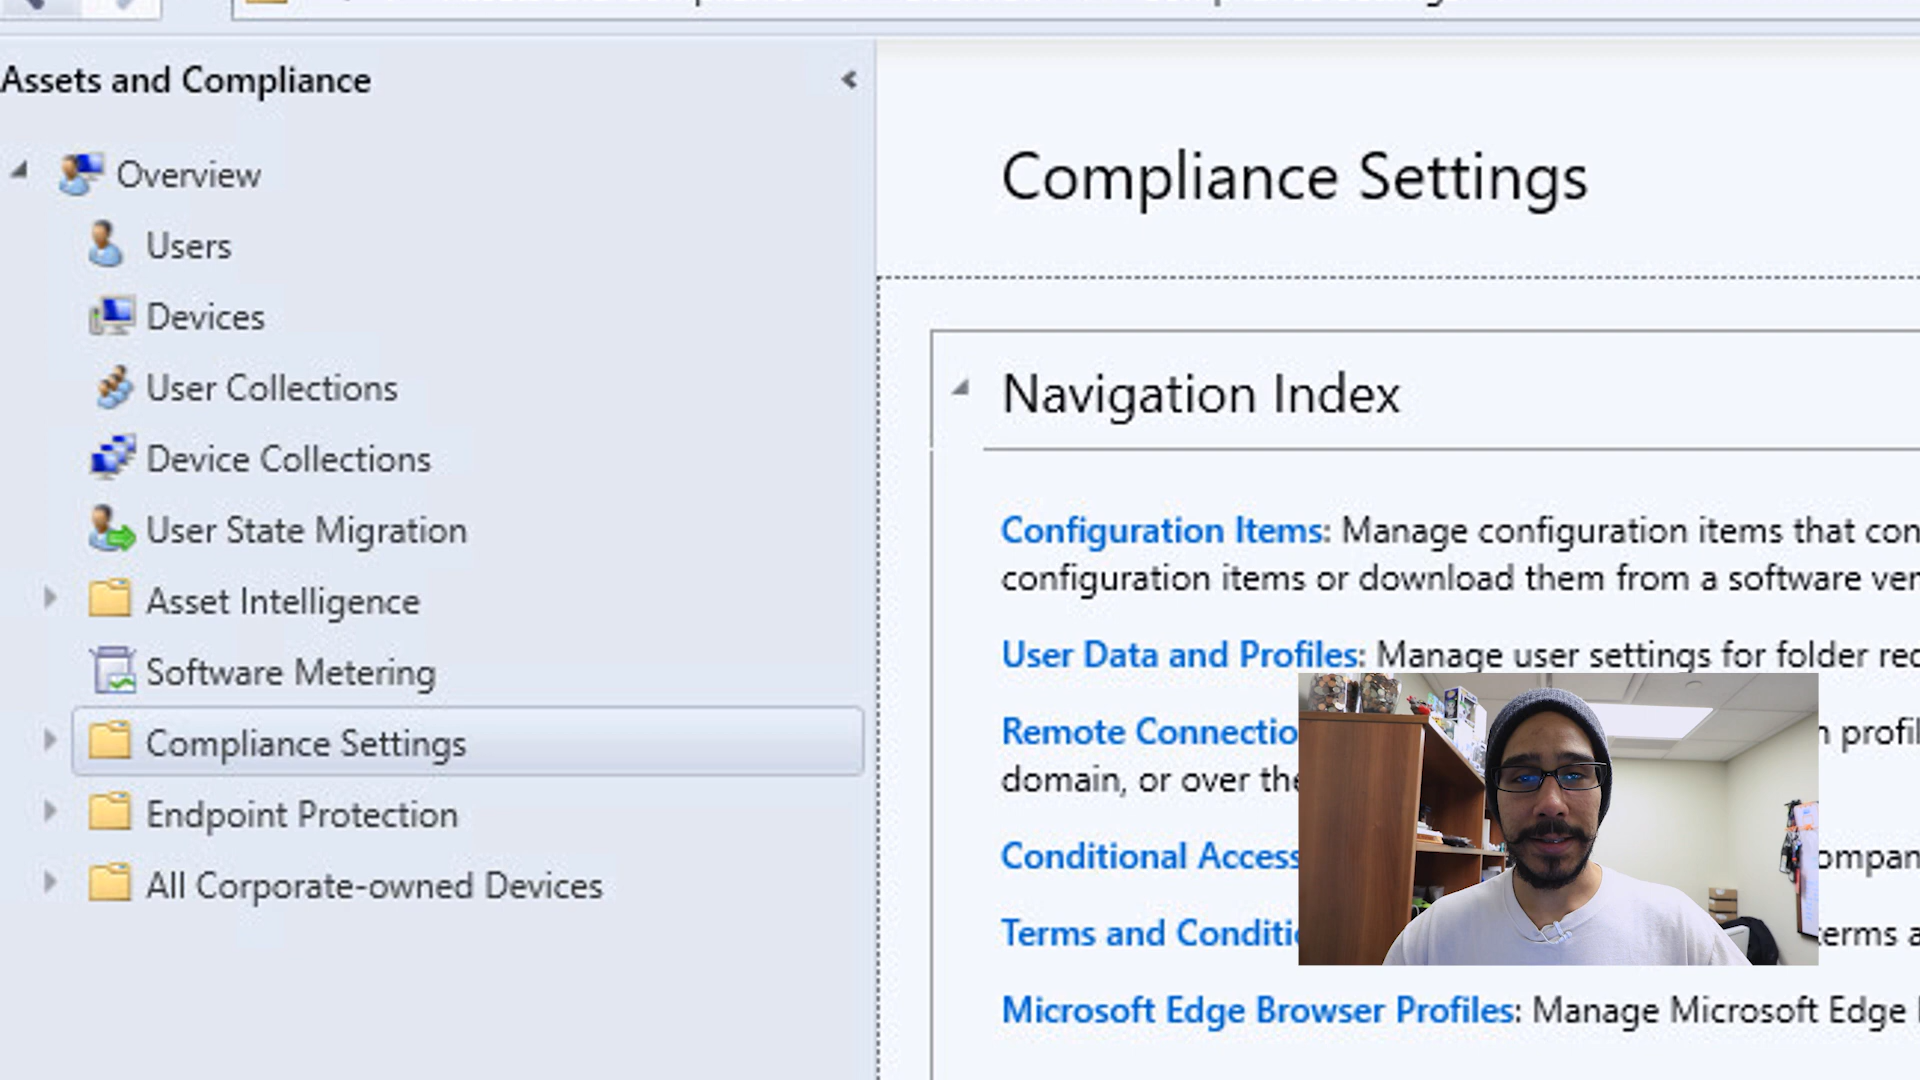 Assets and Compliance
Overview
Users
Devices
User Collections
Device Collections
User State Migration
Asset Intelligence
Software Metering
Compliance Settings
Endpoint Protection
All Corporate-owned Devices
Compliance Settings
Navigation Index
Configuration Items: Manage configuration items that con
configuration items or download them from a software ver
User Data and Profiles: Manage user settings for folder rec
Remote Connectio profil
domain, or over the
Conditional Access ompan
Terms and Conditi terms a
Microsoft Edge Browser Profiles: Manage Microsoft Edge